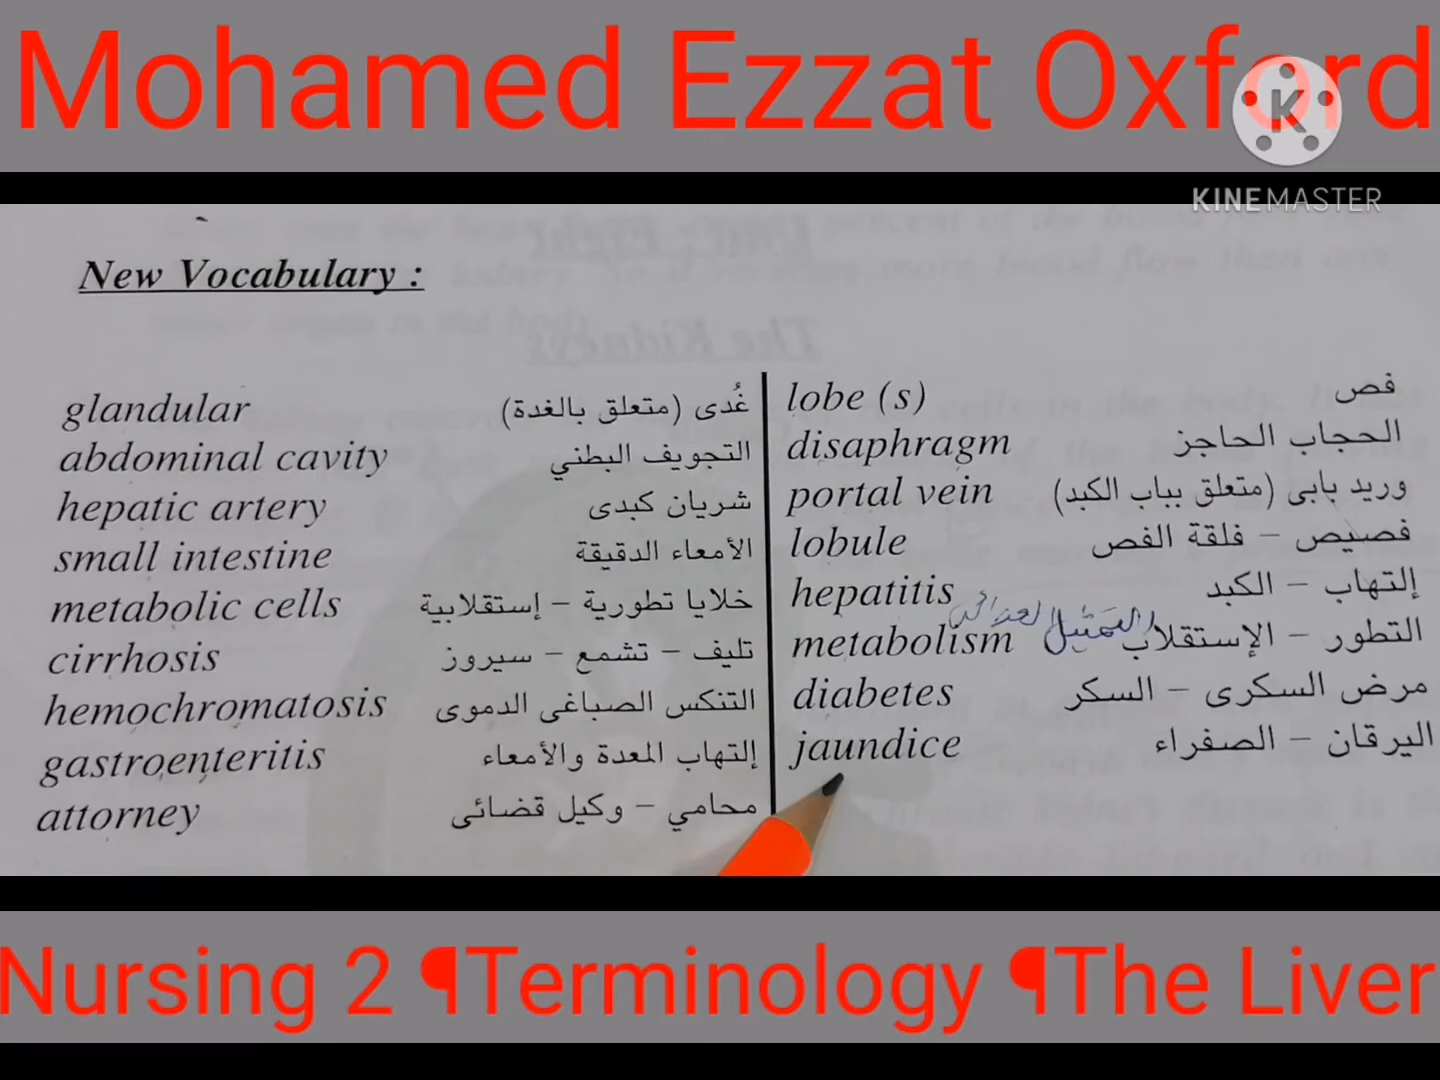 Mohamed Ezzat Oxford
K
KINEMASTER
New Vocabulary :
glandular غُدى (متعلق بالغدة)
abdominal cavity التجويف البطني
hepatic artery شريان كبدى
small intestine الأمعاء الدقيقة
metabolic cells خلايا تطورية – إستقلابية
cirrhosis تليف – تشمع – سيروز
hemochromatosis التنكس الصباغى الدموى
gastroenteritis إلتهاب المعدة والأمعاء
attorney محامي – وكيل قضائى
lobe (s) فص
disaphragm الحجاب الحاجز
portal vein وريد بابى (متعلق بباب الكبد)
lobule فصيص – فلقة الفص
hepatitis إلتهاب – الكبد
metabolism التطور – الإستقلاب
التمثيل الغذائي
diabetes مرض السكرى – السكر
jaundice اليرقان – الصفراء
Nursing 2 ¶Terminology ¶The Liver